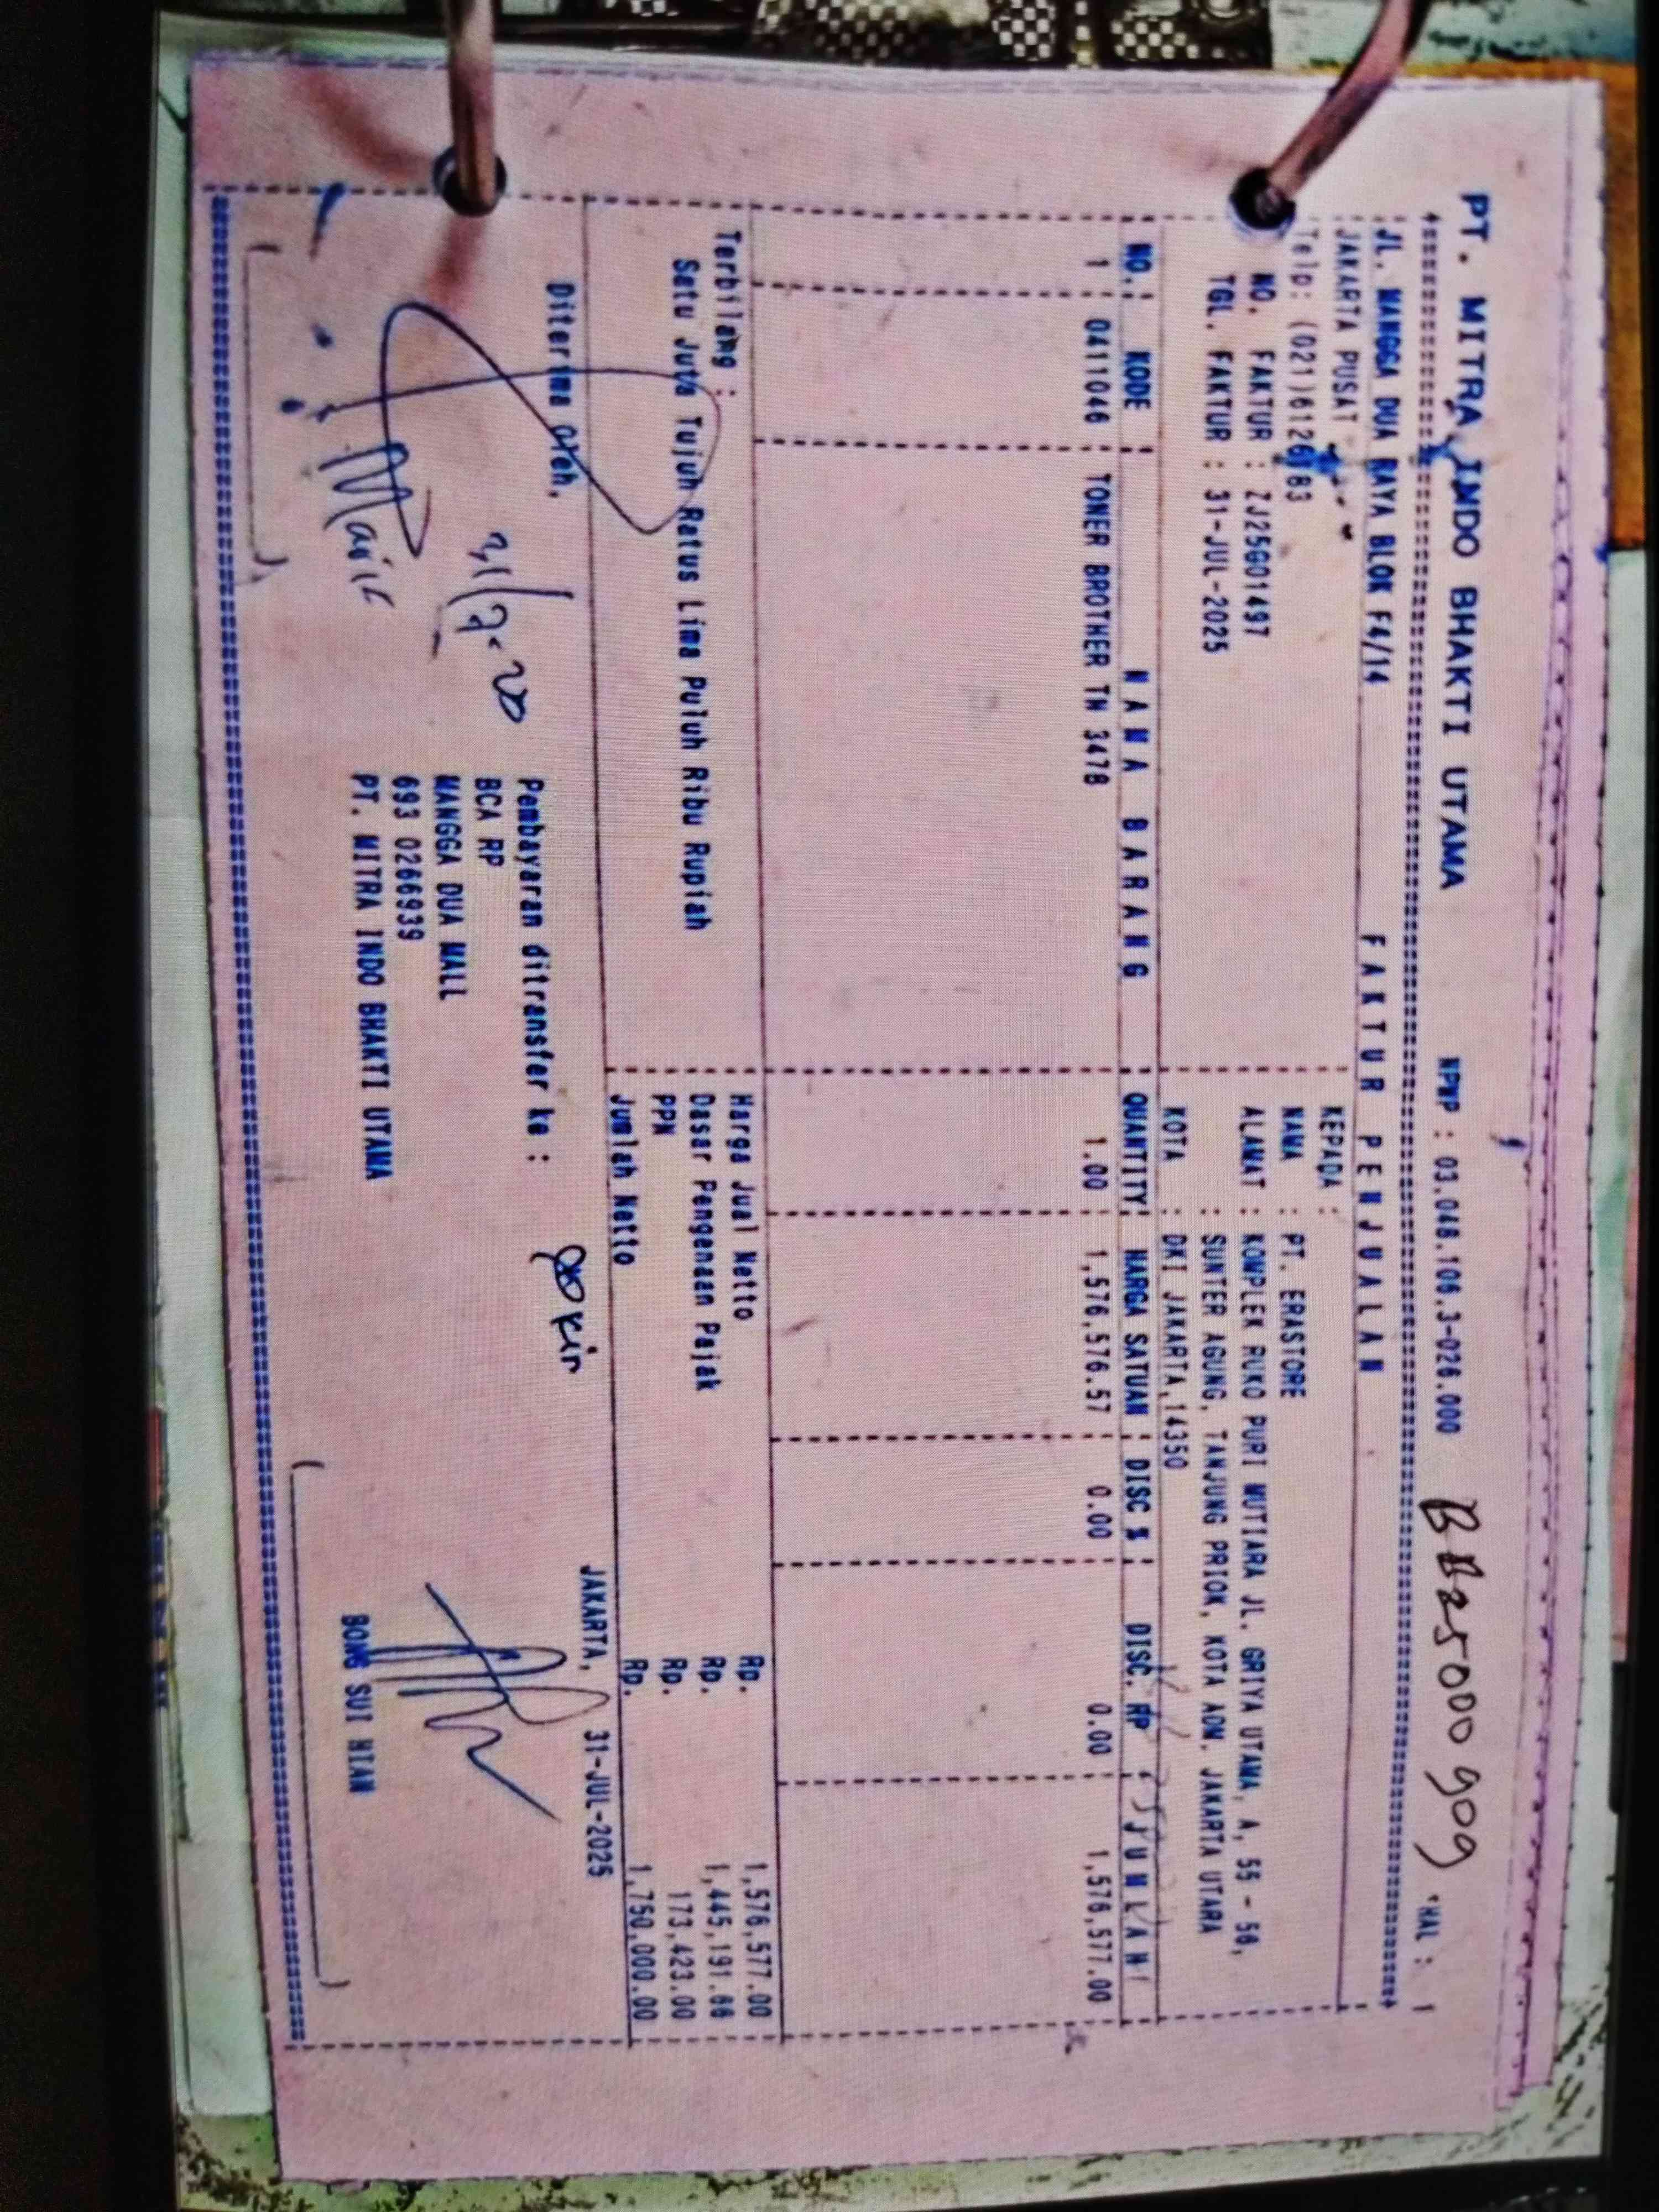 PT. MITRA INDO BHAKTI UTAMA NPWP : 03.046.106.3-026.000 BB25000909 HAL : 1
JL. MANGGA DUA RAYA BLOK F4/14
JAKARTA PUSAT
Telp: (021)6126183
FAKTUR PENJUALAN
NO. FAKTUR : ZJ25G01497
TGL. FAKTUR : 31-JUL-2025
KEPADA :
NAMA : PT. ERASTORE
ALAMAT : KOMPLEK RUKO PURI MUTIARA JL. GRIYA UTAMA, A, 55 - 56,
SUNTER AGUNG, TANJUNG PRIOK, KOTA ADM. JAKARTA UTARA
KOTA : DKI JAKARTA,14350
NO. KODE NAMA BARANG QUANTITY HARGA SATUAN DISC % DISC. RP JUMLAH
1 0411046 TONER BROTHER TN 3478 1.00 1,576,576.57 0.00 0.00 1,576,577.00
Terbilang :
Satu Juta Tujuh Ratus Lima Puluh Ribu Rupiah
Harga Jual Netto Rp. 1,576,577.00
Dasar Pengenaan Pajak Rp. 1,445,191.66
PPN Rp. 173,423.00
Jumlah Netto Rp. 1,750,000.00
Diterima Oleh,
Pembayaran ditransfer ke :
BCA RP
MANGGA DUA MALL
693 0266939
PT. MITRA INDO BHAKTI UTAMA
JAKARTA, 31-JUL-2025
BONG SUI HIAN